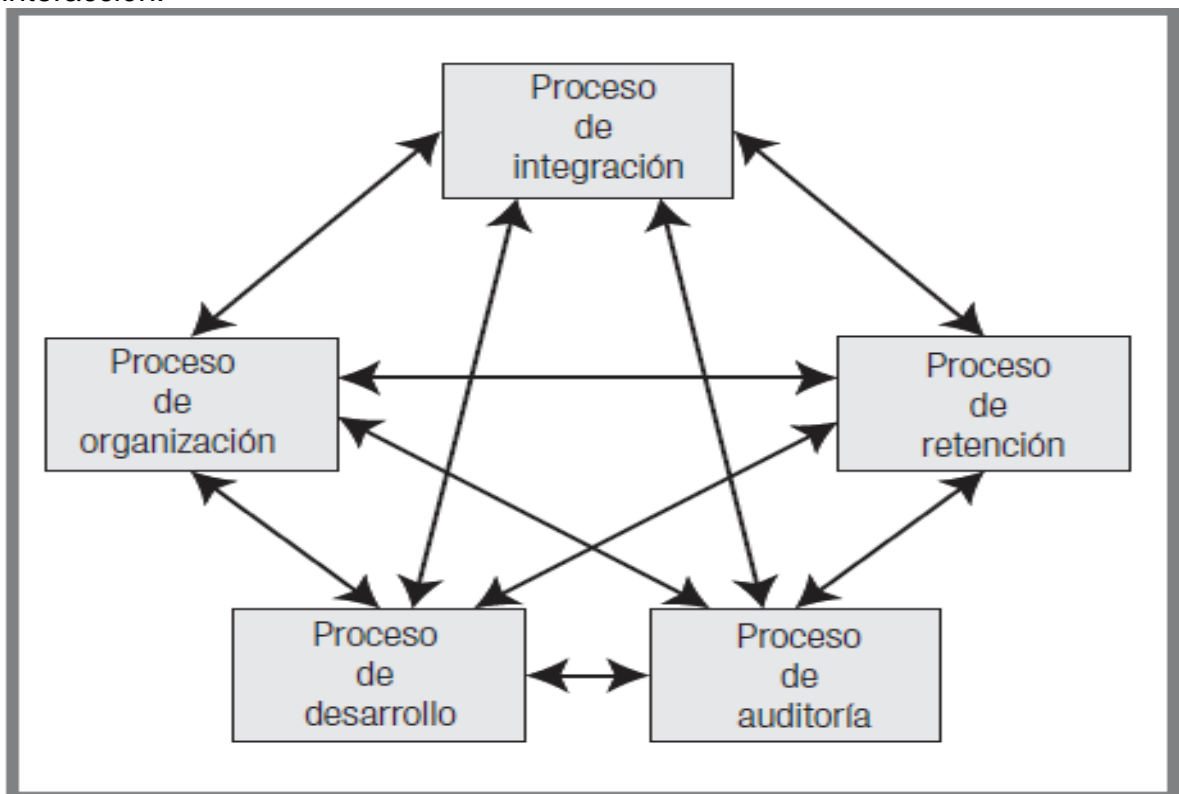 interacción.
Proceso
de
integración
Proceso
de
organización
Proceso
de
retención
Proceso
de
desarrollo
Proceso
de
auditoría